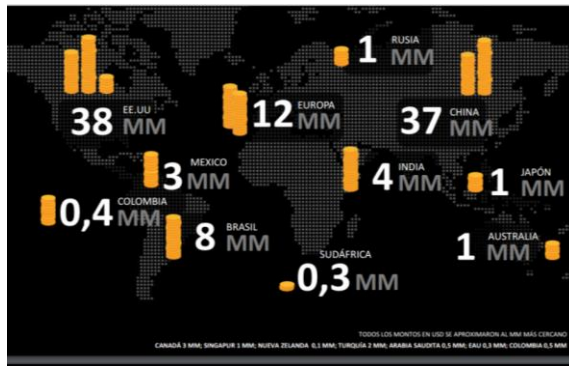 1 RUSIA
MM
38 EE.UU
MM
12 EUROPA
MM
37 CHINA
MM
3 MEXICO
MM
4 INDIA
MM
1 JAPÓN
MM
0,4 COLOMBIA
MM
8 BRASIL
MM
1 AUSTRALIA
MM
SUDÁFRICA
0,3 MM
TODOS LOS MONTOS EN USD SE APROXIMARON AL MM MÁS CERCANO
CANADÁ 3 MM; SINGAPUR 1 MM; NUEVA ZELANDA 0,1 MM; TURQUÍA 2 MM; ARABIA SAUDITA 0,5 MM; EAU 0,3 MM; COLOMBIA 0,5 MM